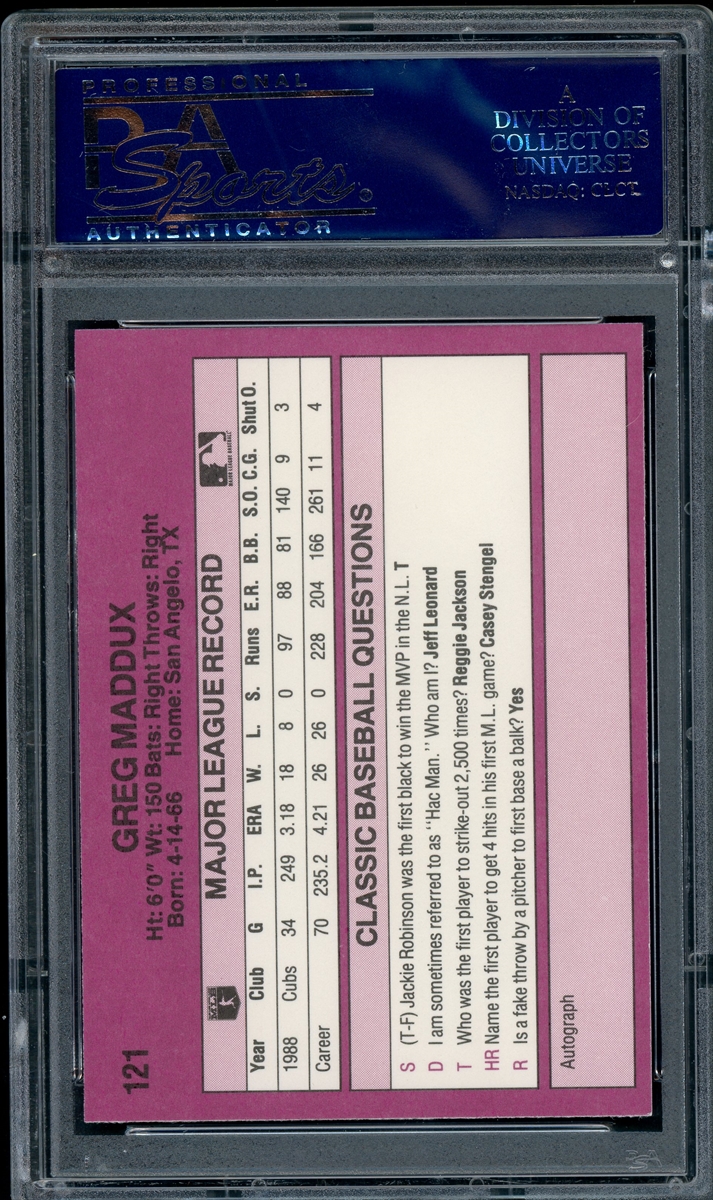 PROFESSIONAL
PSA
Sports
AUTHENTICATOR
A
DIVISION OF
COLLECTORS
UNIVERSE
NASDAQ: CLCT
121
GREG MADDUX
Ht: 6'0" Wt: 150 Bats: Right Throws: Right
Born: 4-14-66 Home: San Angelo, TX
MAJOR LEAGUE RECORD
MAJOR LEAGUE BASEBALL
Year Club G I.P. ERA W. L. S. Runs E.R. B.B. S.O. C.G. Shut O.
1988 Cubs 34 249 3.18 18 8 0 97 88 81 140 9 3
Career 70 235.2 4.21 26 26 0 228 204 166 261 11 4
CLASSIC BASEBALL QUESTIONS
S (T-F) Jackie Robinson was the first black to win the MVP in the N.L. T
D I am sometimes referred to as "Hac Man." Who am I? Jeff Leonard
T Who was the first player to strike-out 2,500 times? Reggie Jackson
HR Name the first player to get 4 hits in his first M.L. game? Casey Stengel
R Is a fake throw by a pitcher to first base a balk? Yes
Autograph